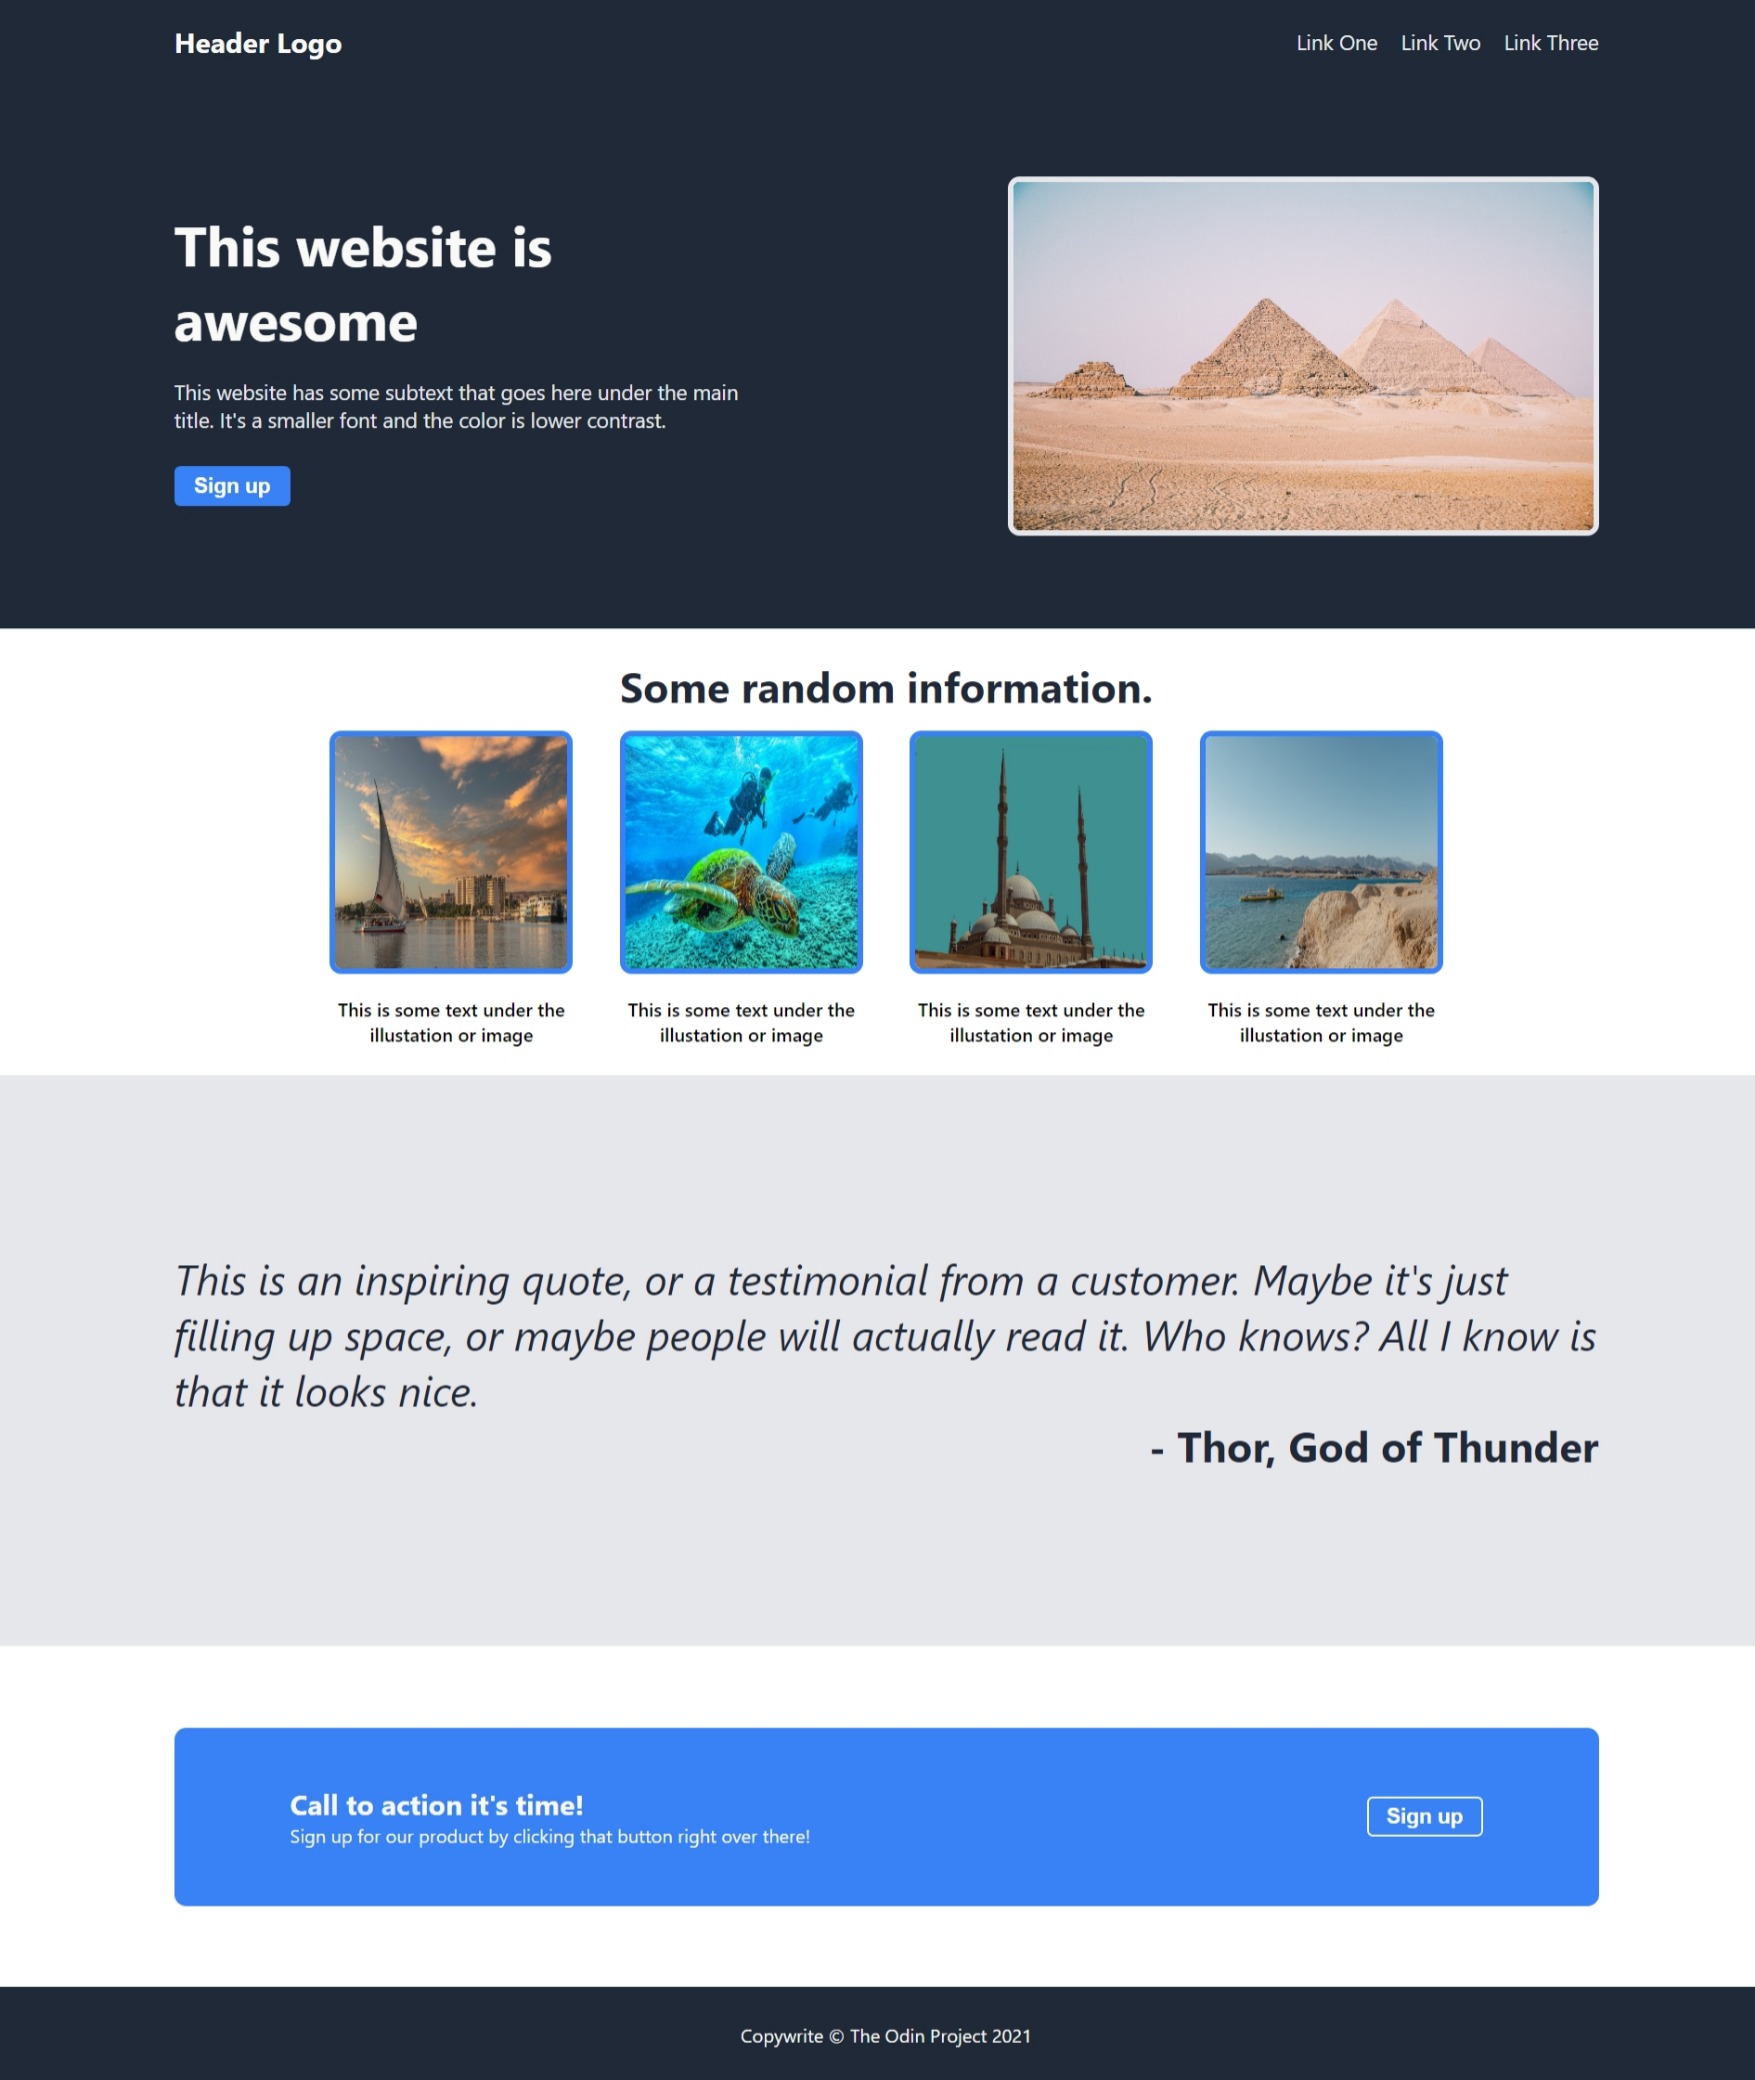 Header Logo
Link One Link Two Link Three
This website is
awesome
This website has some subtext that goes here under the main
title. It's a smaller font and the color is lower contrast.
Sign up
Some random information.
This is some text under the
illustation or image
This is some text under the
illustation or image
This is some text under the
illustation or image
This is some text under the
illustation or image
This is an inspiring quote, or a testimonial from a customer. Maybe it's just
filling up space, or maybe people will actually read it. Who knows? All I know is
that it looks nice.
- Thor, God of Thunder
Call to action it's time!
Sign up for our product by clicking that button right over there!
Sign up
Copywrite © The Odin Project 2021